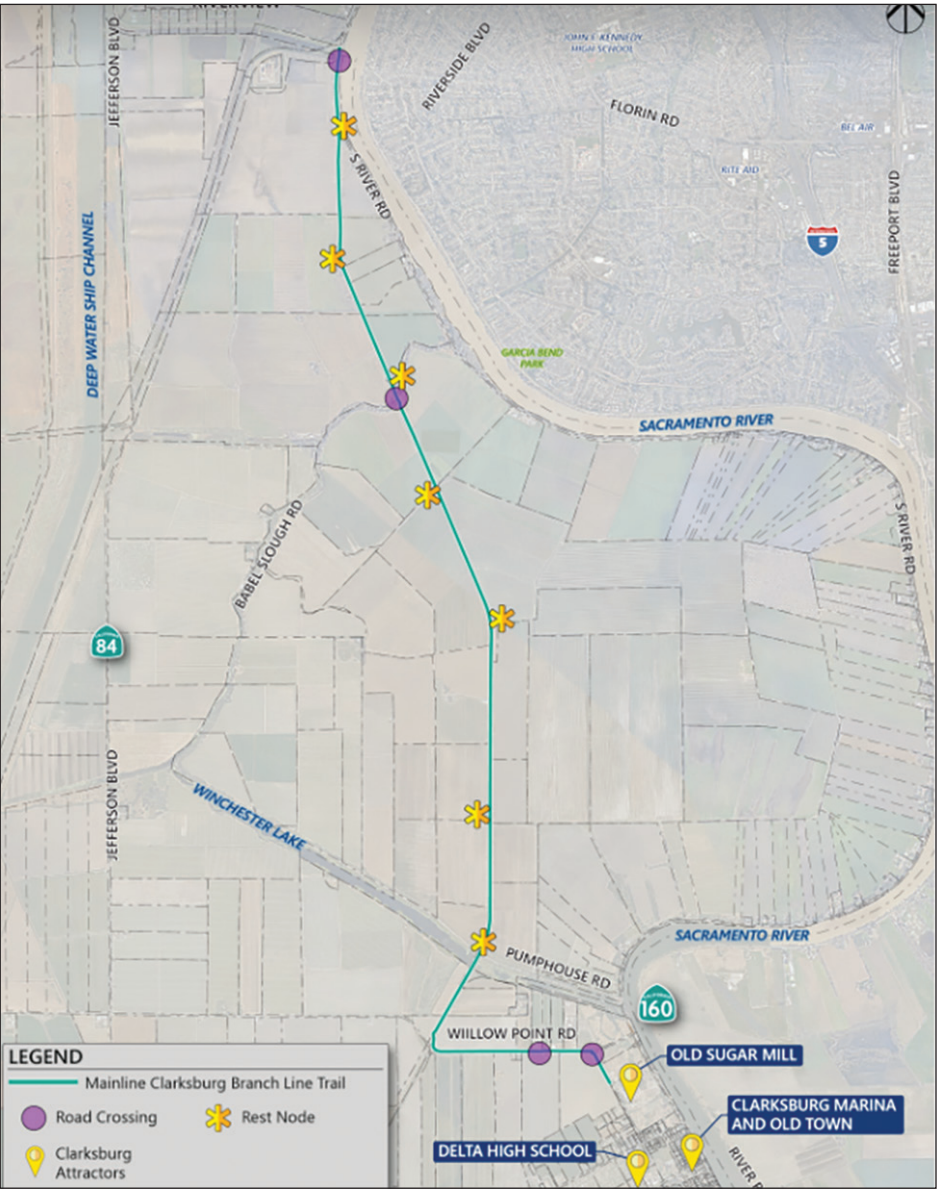 RIVERVIEW
JEFFERSON BLVD
RIVERSIDE BLVD
JOHN F. KENNEDY
HIGH SCHOOL
FLORIN RD
BEL AIR
RITE AID
S RIVER RD
FREEPORT BLVD
5
DEEP WATER SHIP CHANNEL
GARCIA BEND
PARK
SACRAMENTO RIVER
S RIVER RD
BABEL SLOUGH RD
84
JEFFERSON BLVD
WINCHESTER LAKE
SACRAMENTO RIVER
PUMPHOUSE RD
160
WIILLOW POINT RD
OLD SUGAR MILL
CLARKSBURG MARINA
AND OLD TOWN
DELTA HIGH SCHOOL
RIVER
LEGEND
Mainline Clarksburg Branch Line Trail
Road Crossing
Rest Node
Clarksburg
Attractors